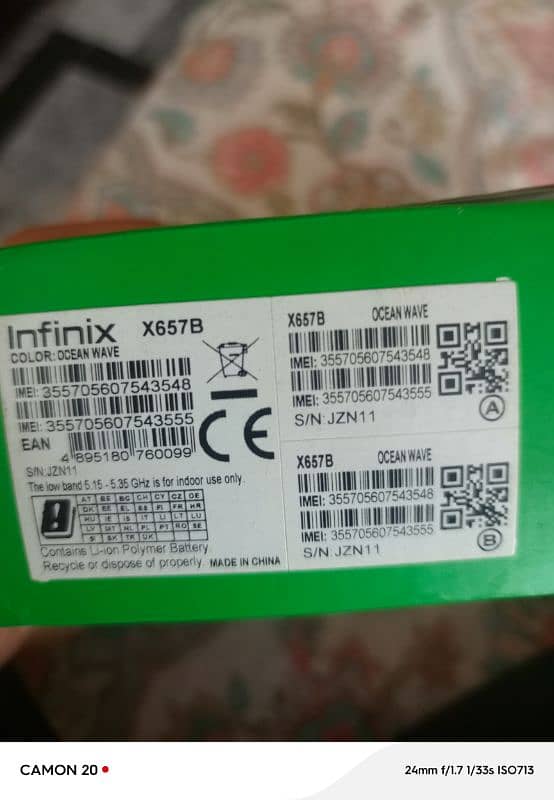 Infinix X657B
COLOR: OCEAN WAVE
IMEI: 355705607543548
IMEI: 355705607543555
EAN
4 895180 760099
S/N:JZN11
The low band 5.15 - 5.35 GHz is for indoor use only.
AT BE BG CH CY CZ DE
DK EE EL ES FI FR HR
HU IE IS IT LI LT LU
LV MT NL PL PT RO SE
SI SK TR UK
Contains Li-ion Polymer Battery
Recycle or dispose of properly. MADE IN CHINA
CE
X657B OCEAN WAVE
IMEI: 355705607543548
IMEI: 355705607543555
S/N: JZN11
A
X657B OCEAN WAVE
IMEI: 355705607543548
IMEI: 355705607543555
S/N: JZN11
B
CAMON 20
24mm f/1.7 1/33s ISO713